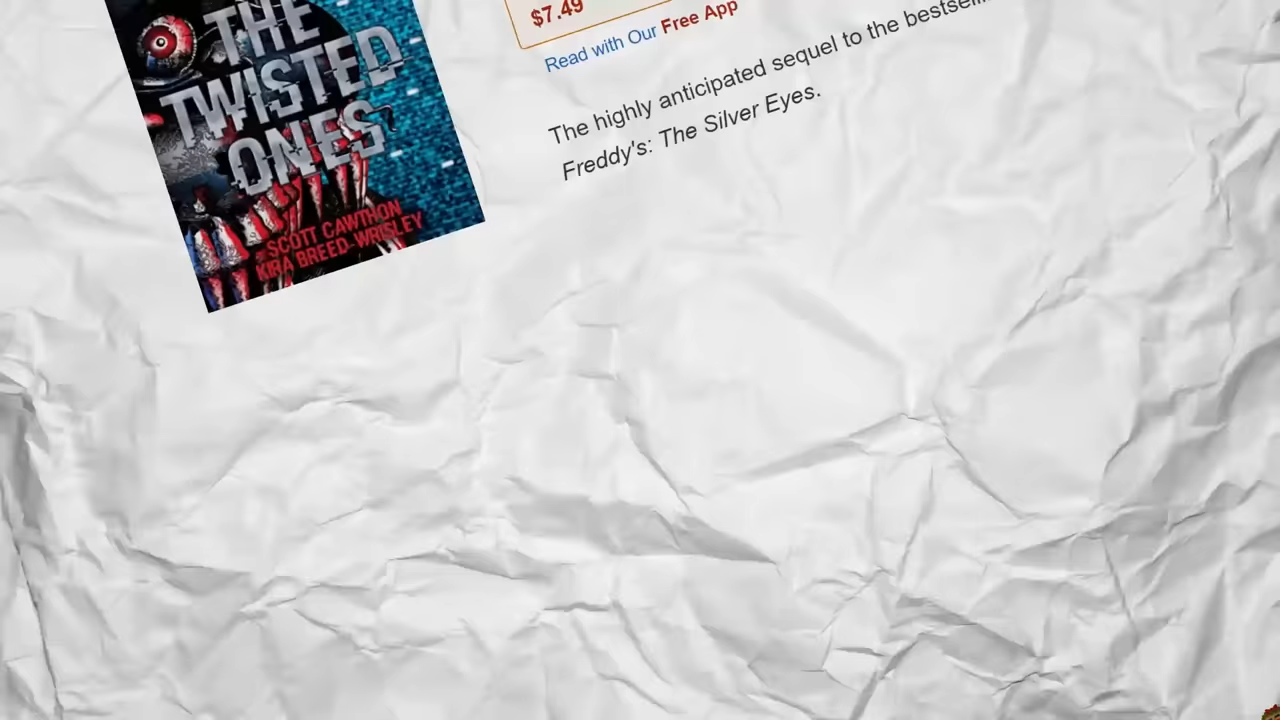 THE
TWISTED
ONES
SCOTT CAWTHON
KIRA BREED-WRISLEY
$7.49
Read with Our Free App
The highly anticipated sequel to the
Freddy's: The Silver Eyes.